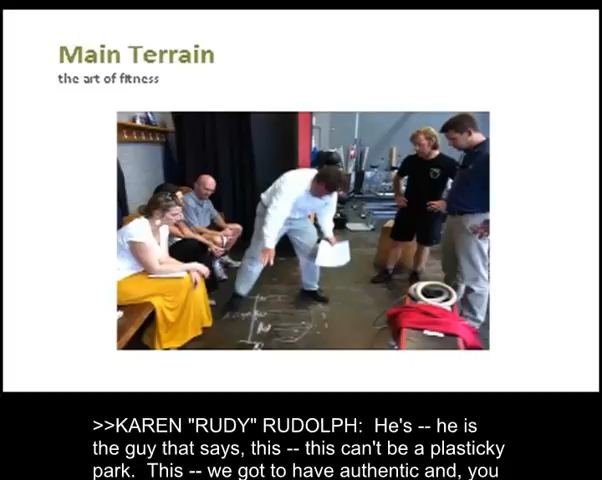 Main Terrain
the art of fitness
>>KAREN "RUDY" RUDOLPH:  He's -- he is
the guy that says, this -- this can't be a plasticky
park.  This -- we got to have authentic and, you